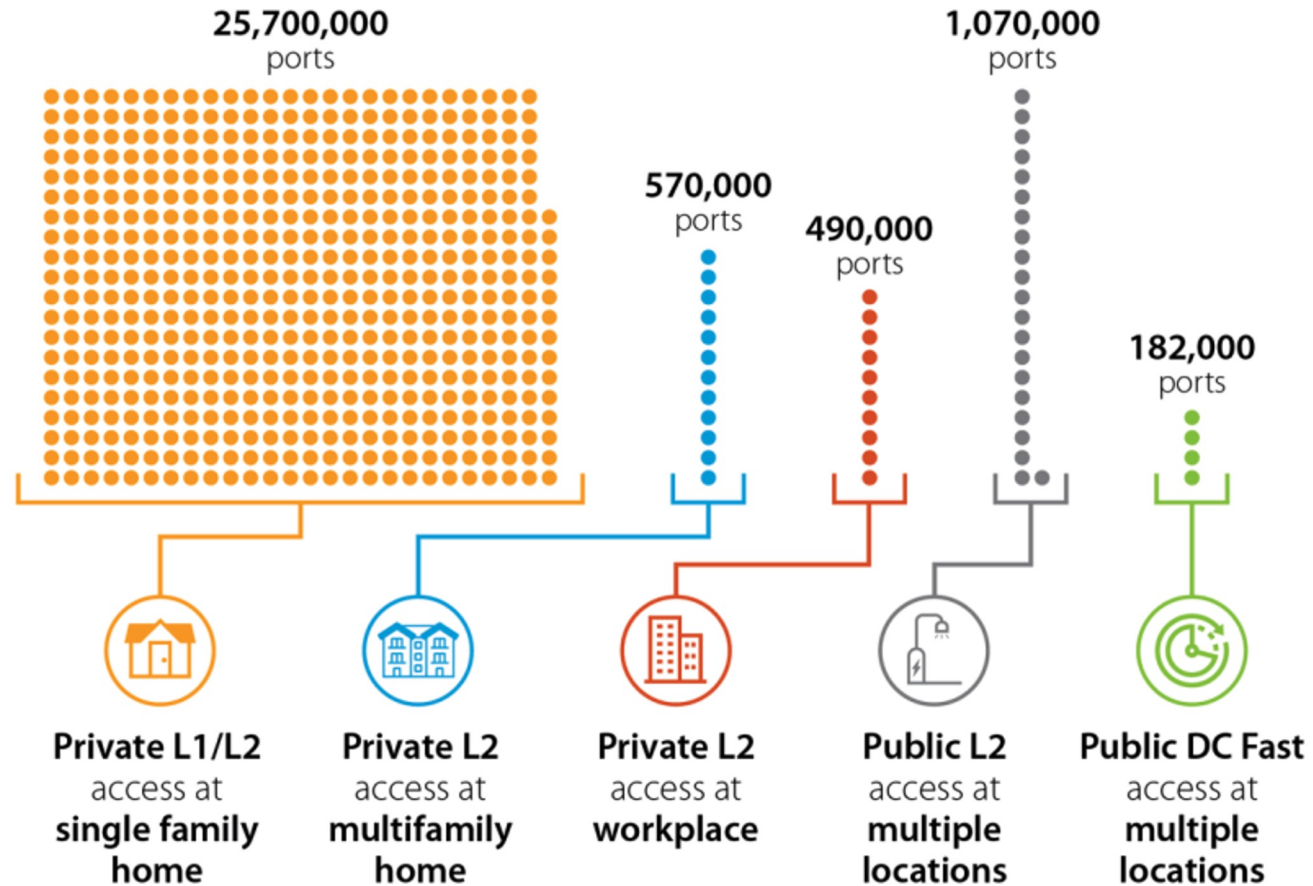 25,700,000
ports
1,070,000
ports
570,000
ports
490,000
ports
182,000
ports
Private L1/L2
access at
single family
home
Private L2
access at
multifamily
home
Private L2
access at
workplace
Public L2
access at
multiple
locations
Public DC Fast
access at
multiple
locations